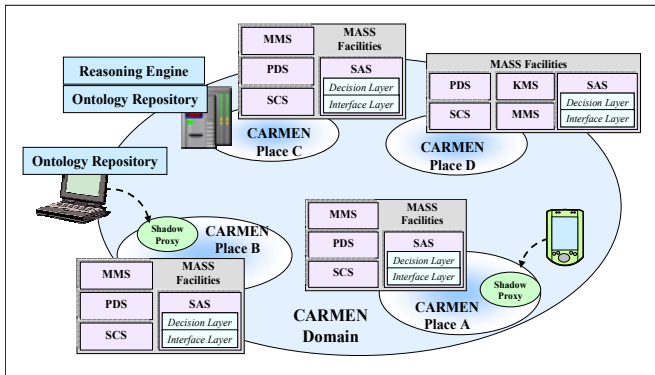 MMS
MASS
Facilities
PDS
SAS
Decision Layer
SCS
Interface Layer
Reasoning Engine
Ontology Repository
CARMEN
Place C
MASS Facilities
PDS
KMS
SAS
Decision Layer
SCS
MMS
Interface Layer
CARMEN
Place D
Ontology Repository
Shadow
Proxy
CARMEN
Place B
MMS
MASS
Facilities
PDS
SAS
Decision Layer
SCS
Interface Layer
MMS
MASS
Facilities
PDS
SAS
Decision Layer
SCS
Interface Layer
Shadow
Proxy
CARMEN
Place A
CARMEN
Domain